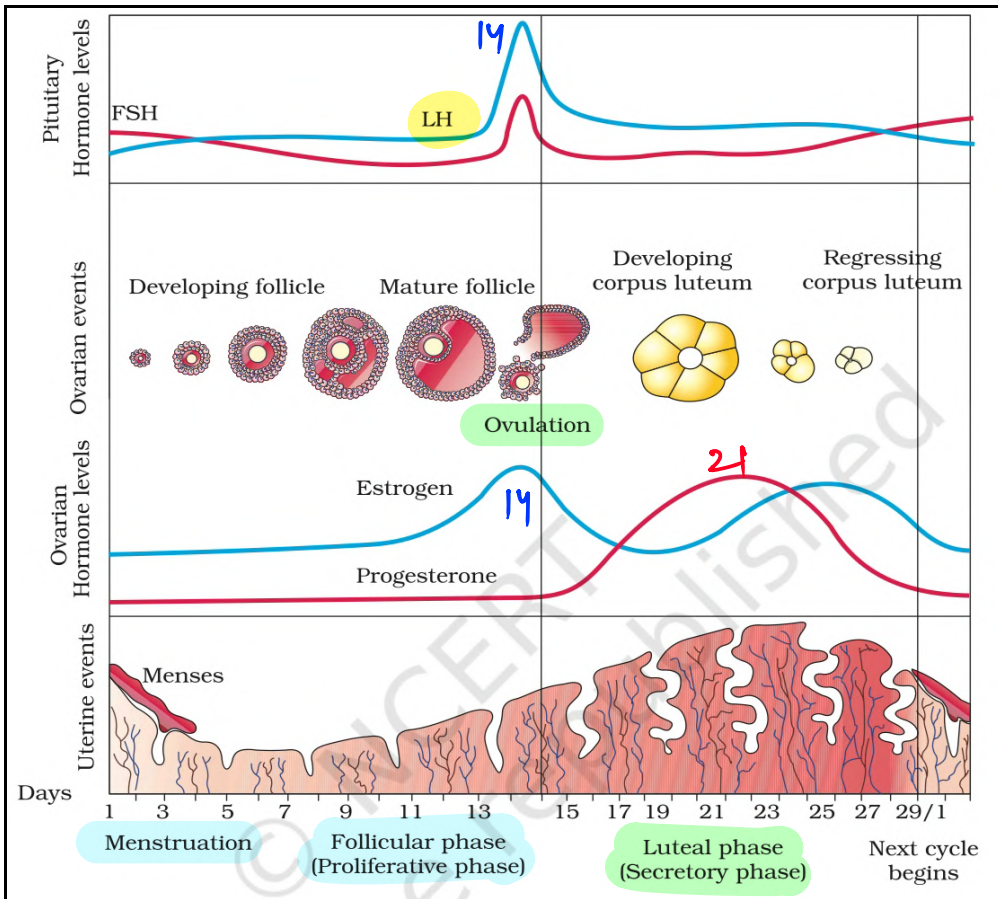 Pituitary
Hormone levels
14
FSH
LH
Ovarian events
Developing follicle
Mature follicle
Developing
corpus luteum
Regressing
corpus luteum
Ovulation
Ovarian
Hormone levels
Estrogen
14
21
Progesterone
Uterine events
Menses
Days
1 3 5 7 9 11 13 15 17 19 21 23 25 27 29/1
Menstruation
Follicular phase
(Proliferative phase)
Luteal phase
(Secretory phase)
Next cycle
begins
© NCERT
republished